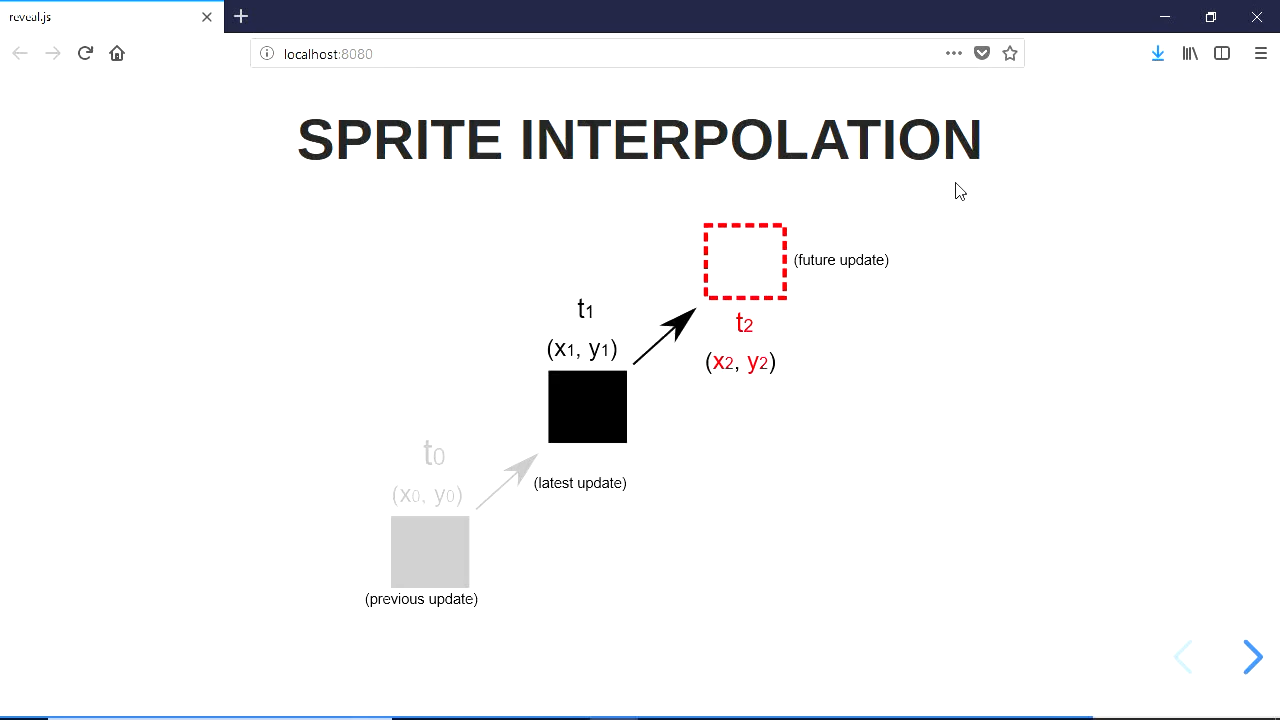 reveal.js
localhost:8080
SPRITE INTERPOLATION
(future update)
t1
t2
(x1, y1)
(x2, y2)
t0
(latest update)
(x0, y0)
(previous update)